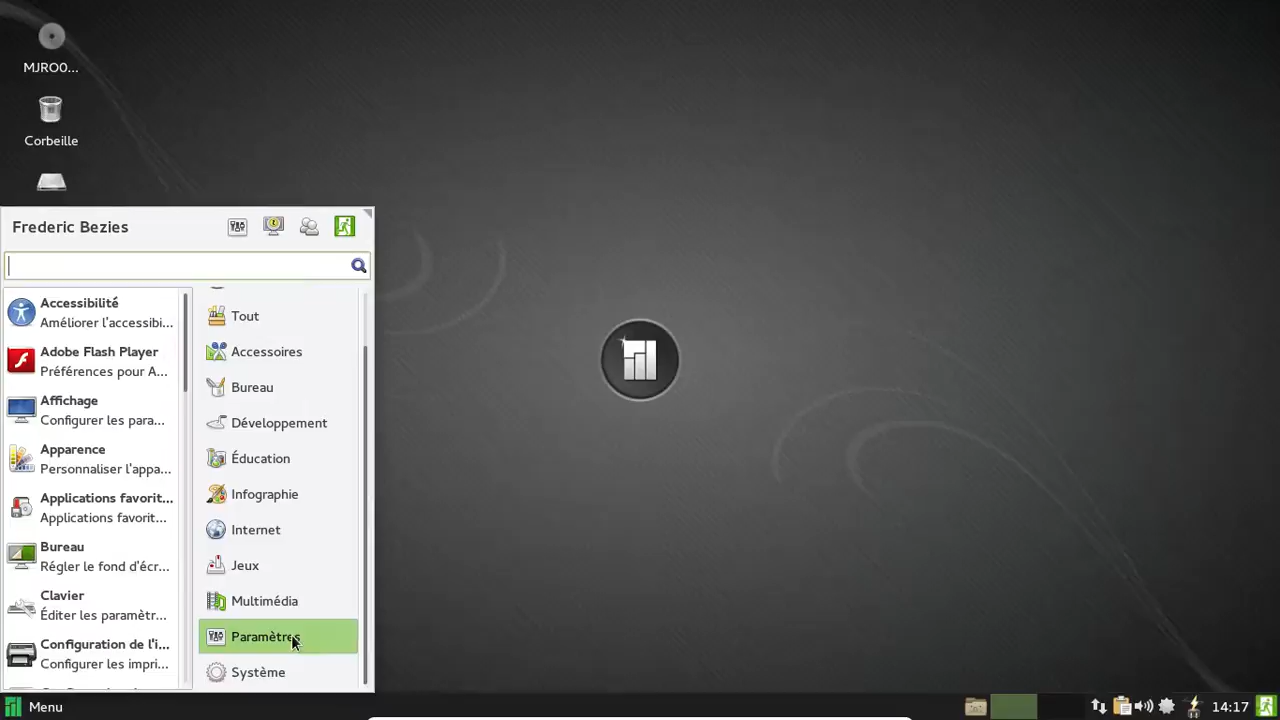 MJRO0...
Corbeille
Frederic Bezies
Accessibilité
Améliorer l'accessibi...
Adobe Flash Player
Préférences pour A...
Affichage
Configurer les para...
Apparence
Personnaliser l'appa...
Applications favorit...
Applications favorit...
Bureau
Régler le fond d'écr...
Clavier
Éditer les paramètr...
Configuration de l'i...
Configurer les impri...
Tout
Accessoires
Bureau
Développement
Éducation
Infographie
Internet
Jeux
Multimédia
Paramètres
Système
Menu
14:17